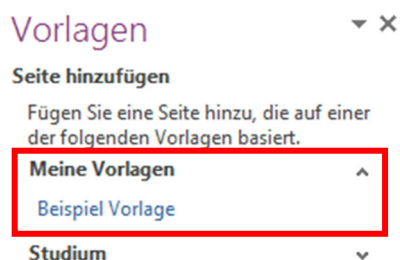 Vorlagen
Seite hinzufügen
Fügen Sie eine Seite hinzu, die auf einer
der folgenden Vorlagen basiert.
Meine Vorlagen
Beispiel Vorlage
Studium